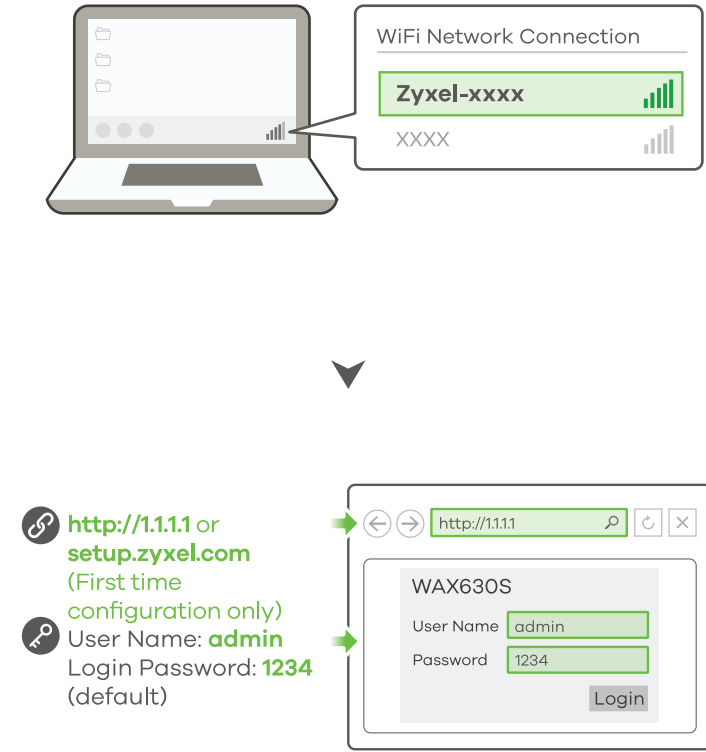 WiFi Network Connection
Zyxel-xxxx
XXXX
http://1.1.1.1 or
setup.zyxel.com
(First time
configuration only)
User Name: admin
Login Password: 1234
(default)
http://1.1.1.1
WAX630S
User Name admin
Password 1234
Login